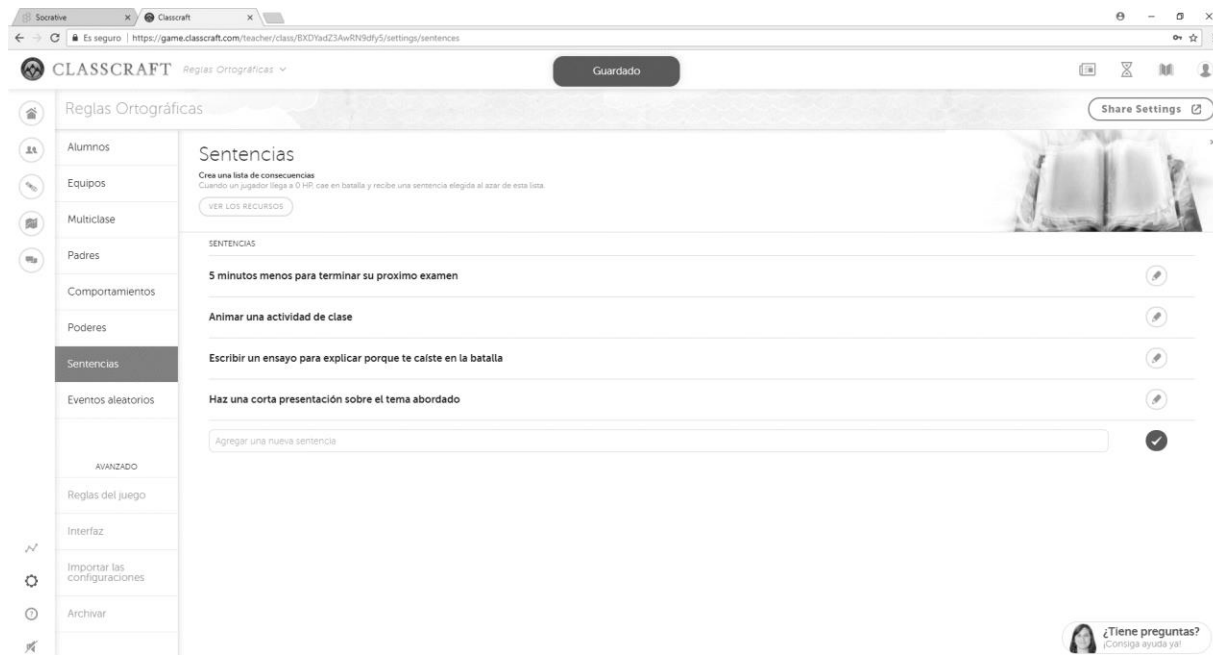 Socrative
Classcraft
Es seguro | https://game.classcraft.com/teacher/class/BXDYadZ3AwRN9dfy5/settings/sentences
CLASSCRAFT Reglas Ortográficas
Guardado
Reglas Ortográficas
Share Settings
Alumnos
Equipos
Multiclase
Padres
Comportamientos
Poderes
Sentencias
Eventos aleatorios
AVANZADO
Reglas del juego
Interfaz
Importar las
configuraciones
Archivar
Sentencias
Crea una lista de consecuencias
Cuando un jugador llega a 0 HP, cae en batalla y recibe una sentencia elegida al azar de esta lista.
VER LOS RECURSOS
SENTENCIAS
5 minutos menos para terminar su proximo examen
Animar una actividad de clase
Escribir un ensayo para explicar porque te caíste en la batalla
Haz una corta presentación sobre el tema abordado
Agregar una nueva sentencia
¿Tiene preguntas?
¡Consiga ayuda ya!